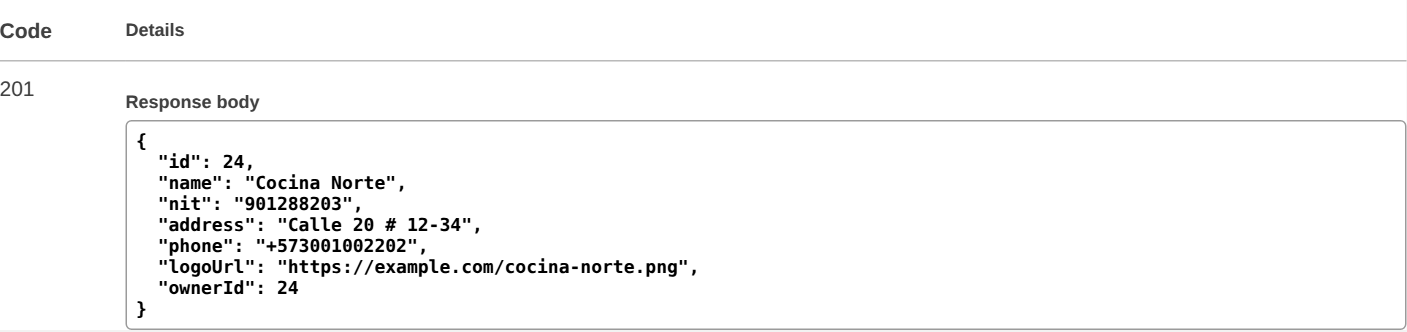 Code Details
201
Response body
{
  "id": 24,
  "name": "Cocina Norte",
  "nit": "901288203",
  "address": "Calle 20 # 12-34",
  "phone": "+573001002202",
  "logoUrl": "https://example.com/cocina-norte.png",
  "ownerId": 24
}